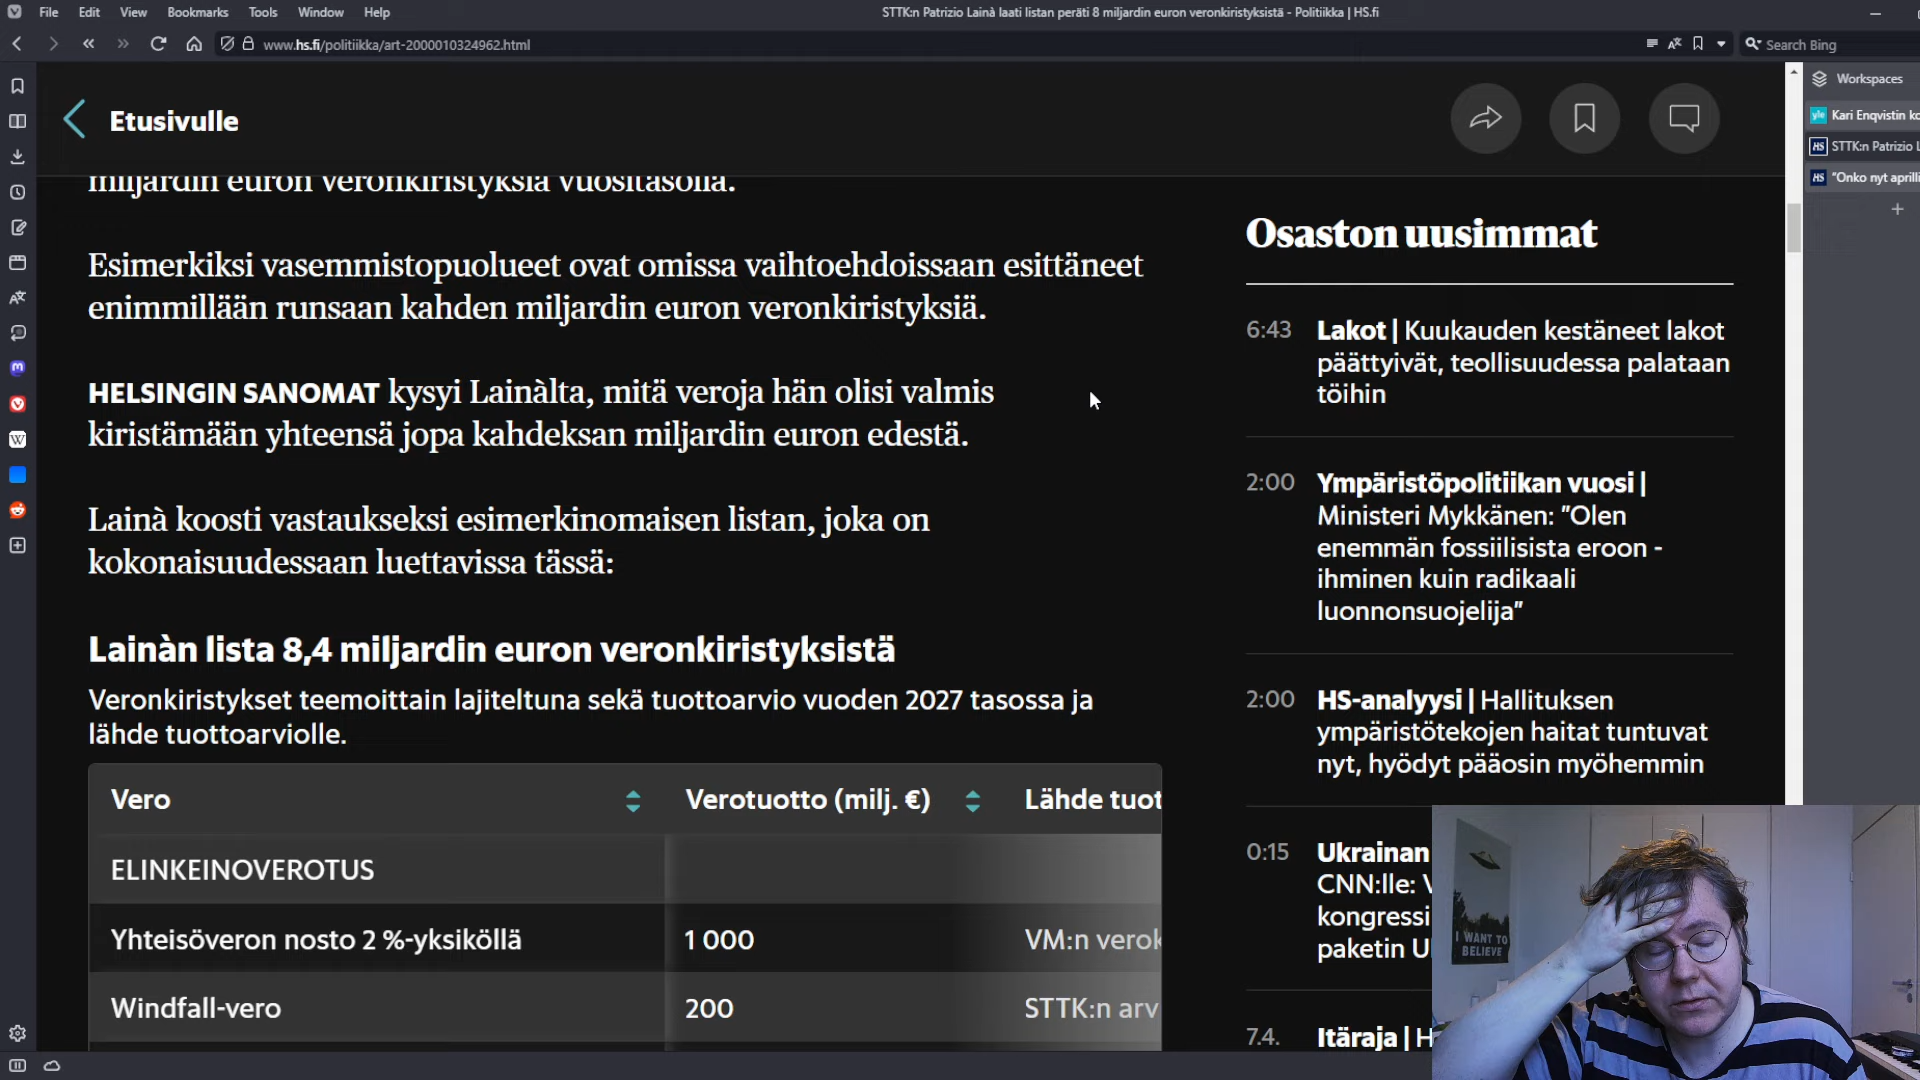 File Edit View Bookmarks Tools Window Help
STTK:n Patrizio Lainà laati listan peräti 8 miljardin euron veronkiristyksistä - Politiikka | HS.fi
www.hs.fi/politiikka/art-2000010324962.html
Search Bing
Workspaces
Kari Enqvistin ko
STTK:n Patrizio L
"Onko nyt aprilli
Etusivulle
miljardin euron veronkiristyksiä vuositasolla.
Esimerkiksi vasemmistopuolueet ovat omissa vaihtoehdoissaan esittäneet
enimmillään runsaan kahden miljardin euron veronkiristyksiä.
HELSINGIN SANOMAT kysyi Lainàlta, mitä veroja hän olisi valmis
kiristämään yhteensä jopa kahdeksan miljardin euron edestä.
Lainà koosti vastaukseksi esimerkinomaisen listan, joka on
kokonaisuudessaan luettavissa tässä:
Lainàn lista 8,4 miljardin euron veronkiristyksistä
Veronkiristykset teemoittain lajiteltuna sekä tuottoarvio vuoden 2027 tasossa ja
lähde tuottoarviolle.
Vero Verotuotto (milj. €) Lähde tuot
ELINKEINOVEROTUS
Yhteisöveron nosto 2 %-yksiköllä 1 000 VM:n verok
Windfall-vero 200 STTK:n arv
Osaston uusimmat
6:43 Lakot | Kuukauden kestäneet lakot
päättyivät, teollisuudessa palataan
töihin
2:00 Ympäristöpolitiikan vuosi |
Ministeri Mykkänen: ”Olen
enemmän fossiilisista eroon -
ihminen kuin radikaali
luonnonsuojelija”
2:00 HS-analyysi | Hallituksen
ympäristötekojen haitat tuntuvat
nyt, hyödyt pääosin myöhemmin
0:15 Ukrainan
CNN:lle: V
kongressi
paketin U
7.4. Itäraja | H
I WANT TO
BELIEVE